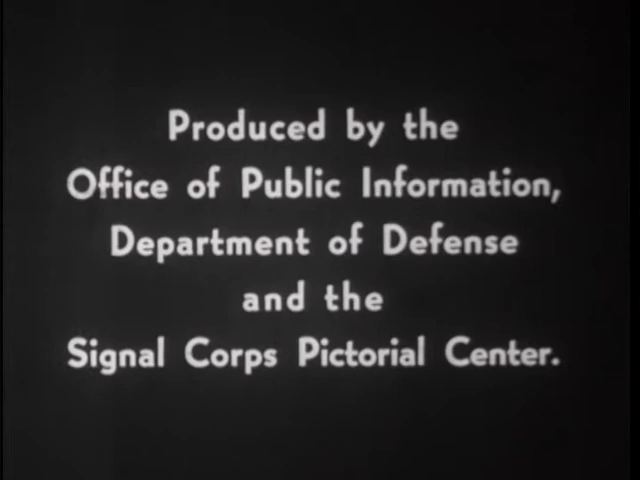 Produced by the
Office of Public Information,
Department of Defense
and the
Signal Corps Pictorial Center.